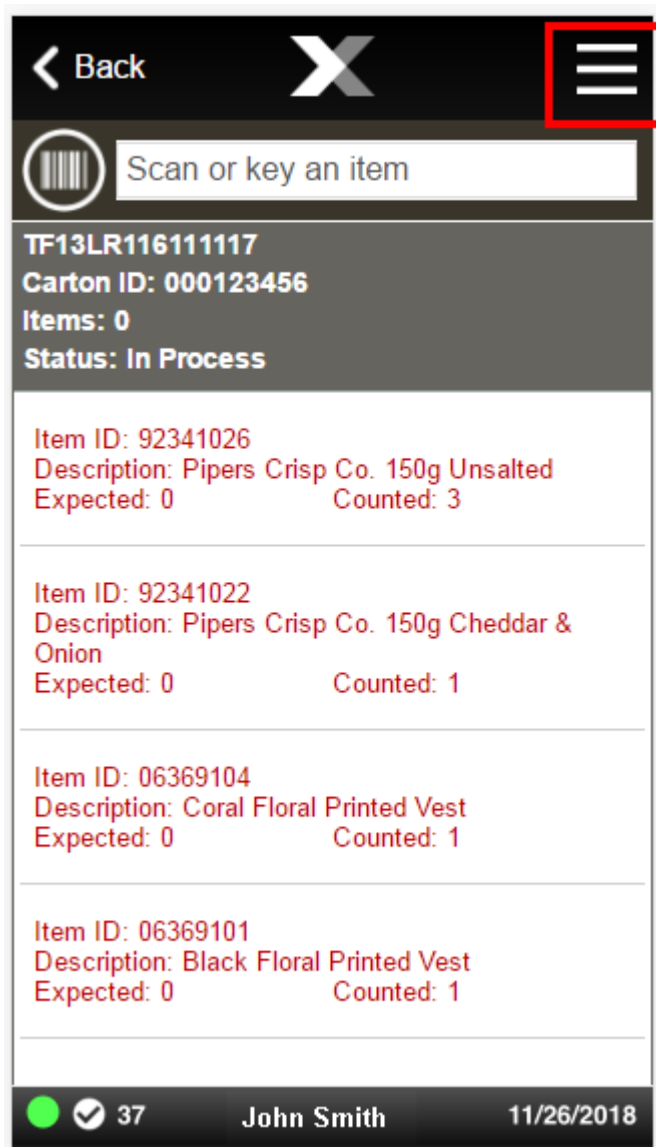 Back
Scan or key an item
TF13LR116111117
Carton ID: 000123456
Items: 0
Status: In Process
Item ID: 92341026
Description: Pipers Crisp Co. 150g Unsalted
Expected: 0 Counted: 3
Item ID: 92341022
Description: Pipers Crisp Co. 150g Cheddar &
Onion
Expected: 0 Counted: 1
Item ID: 06369104
Description: Coral Floral Printed Vest
Expected: 0 Counted: 1
Item ID: 06369101
Description: Black Floral Printed Vest
Expected: 0 Counted: 1
37 John Smith 11/26/2018